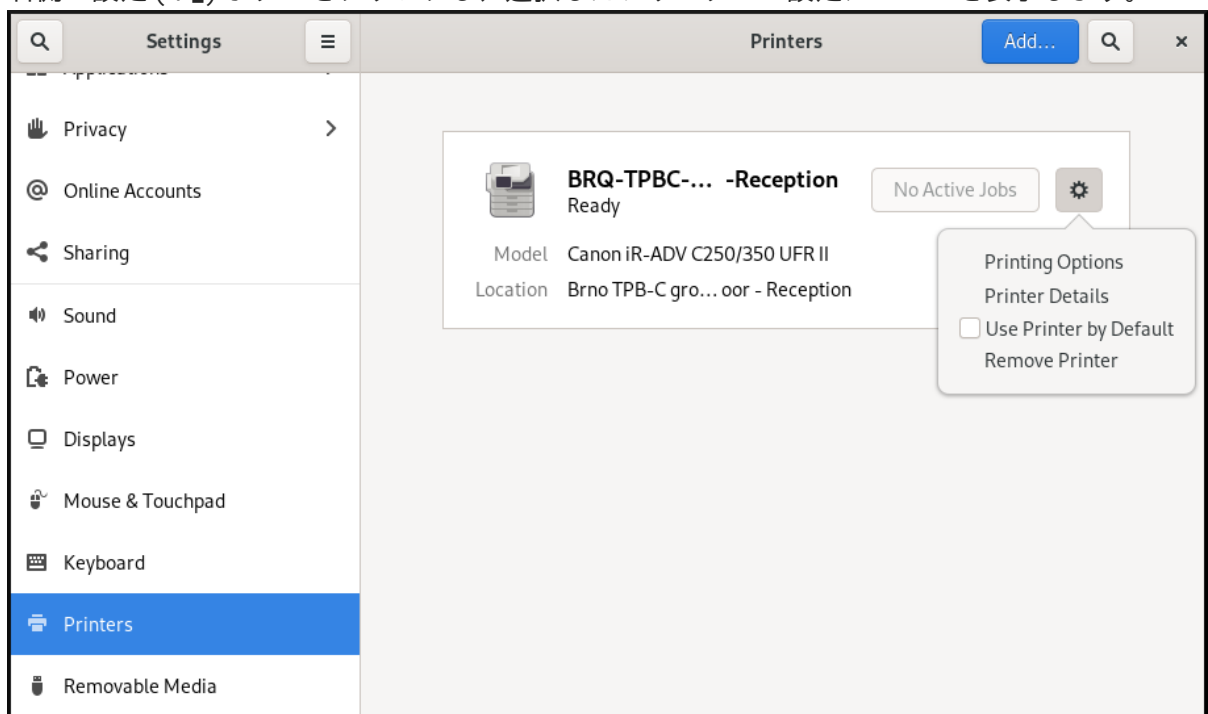 Settings
Printers
Add...
Privacy
Online Accounts
Sharing
Sound
Power
Displays
Mouse & Touchpad
Keyboard
Printers
Removable Media
BRQ-TPBC-... -Reception
Ready
No Active Jobs
Model Canon iR-ADV C250/350 UFR II
Location Brno TPB-C gro... oor - Reception
Printing Options
Printer Details
Use Printer by Default
Remove Printer